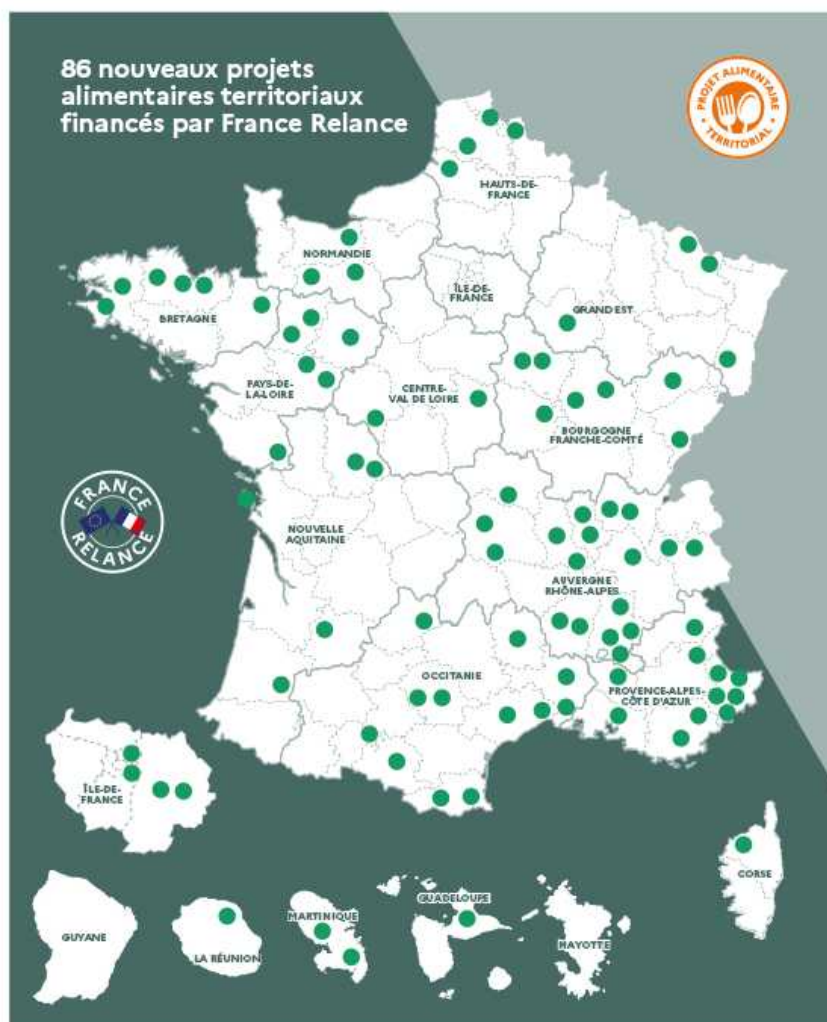 86 nouveaux projets
alimentaires territoriaux
financés par France Relance
PROJET ALIMENTAIRE
TERRITORIAL
HAUTS-DE-
FRANCE
NORMANDIE
ÎLE-DE-
FRANCE
GRAND EST
BRETAGNE
PAYS-DE-
LA-LOIRE
CENTRE-
VAL DE LOIRE
BOURGOGNE
FRANCHE-COMTÉ
FRANCE
RELANCE
NOUVELLE
AQUITAINE
AUVERGNE
RHÔNE-ALPES
OCCITANIE
PROVENCE-ALPES-
CÔTE D'AZUR
ÎLE-DE-
FRANCE
CORSE
GUYANE
LA RÉUNION
MARTINIQUE
GUADELOUPE
MAYOTTE